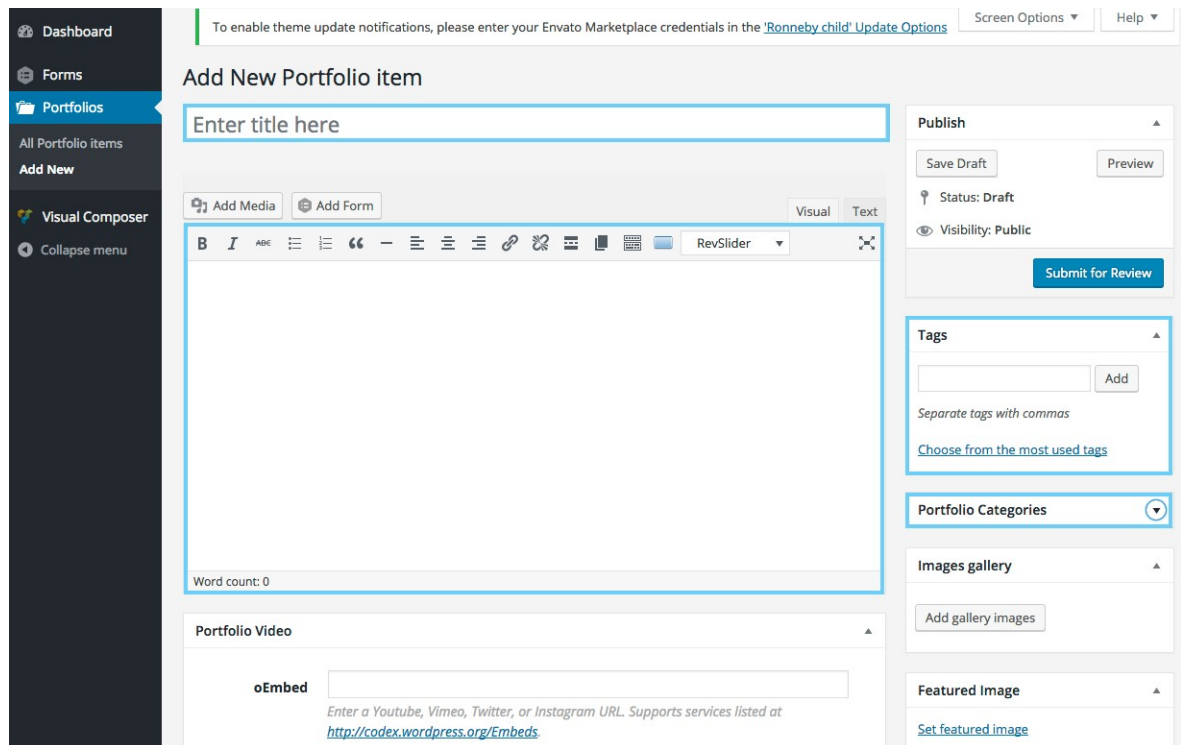 Dashboard
Forms
Portfolios
All Portfolio items
Add New
Visual Composer
Collapse menu
To enable theme update notifications, please enter your Envato Marketplace credentials in the 'Ronneby child' Update Options
Screen Options
Help
Add New Portfolio item
Enter title here
Add Media
Add Form
Visual
Text
B I ABE RevSlider
Word count: 0
Portfolio Video
oEmbed
Enter a Youtube, Vimeo, Twitter, or Instagram URL. Supports services listed at
http://codex.wordpress.org/Embeds.
Publish
Save Draft
Preview
Status: Draft
Visibility: Public
Submit for Review
Tags
Add
Separate tags with commas
Choose from the most used tags
Portfolio Categories
Images gallery
Add gallery images
Featured Image
Set featured image